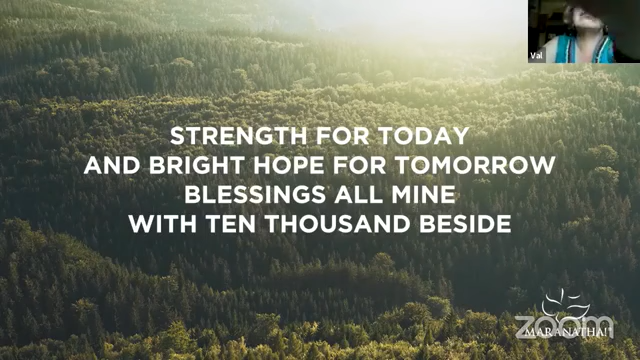 Val
STRENGTH FOR TODAY
AND BRIGHT HOPE FOR TOMORROW
BLESSINGS ALL MINE
WITH TEN THOUSAND BESIDE
MARANATHA!
zoom